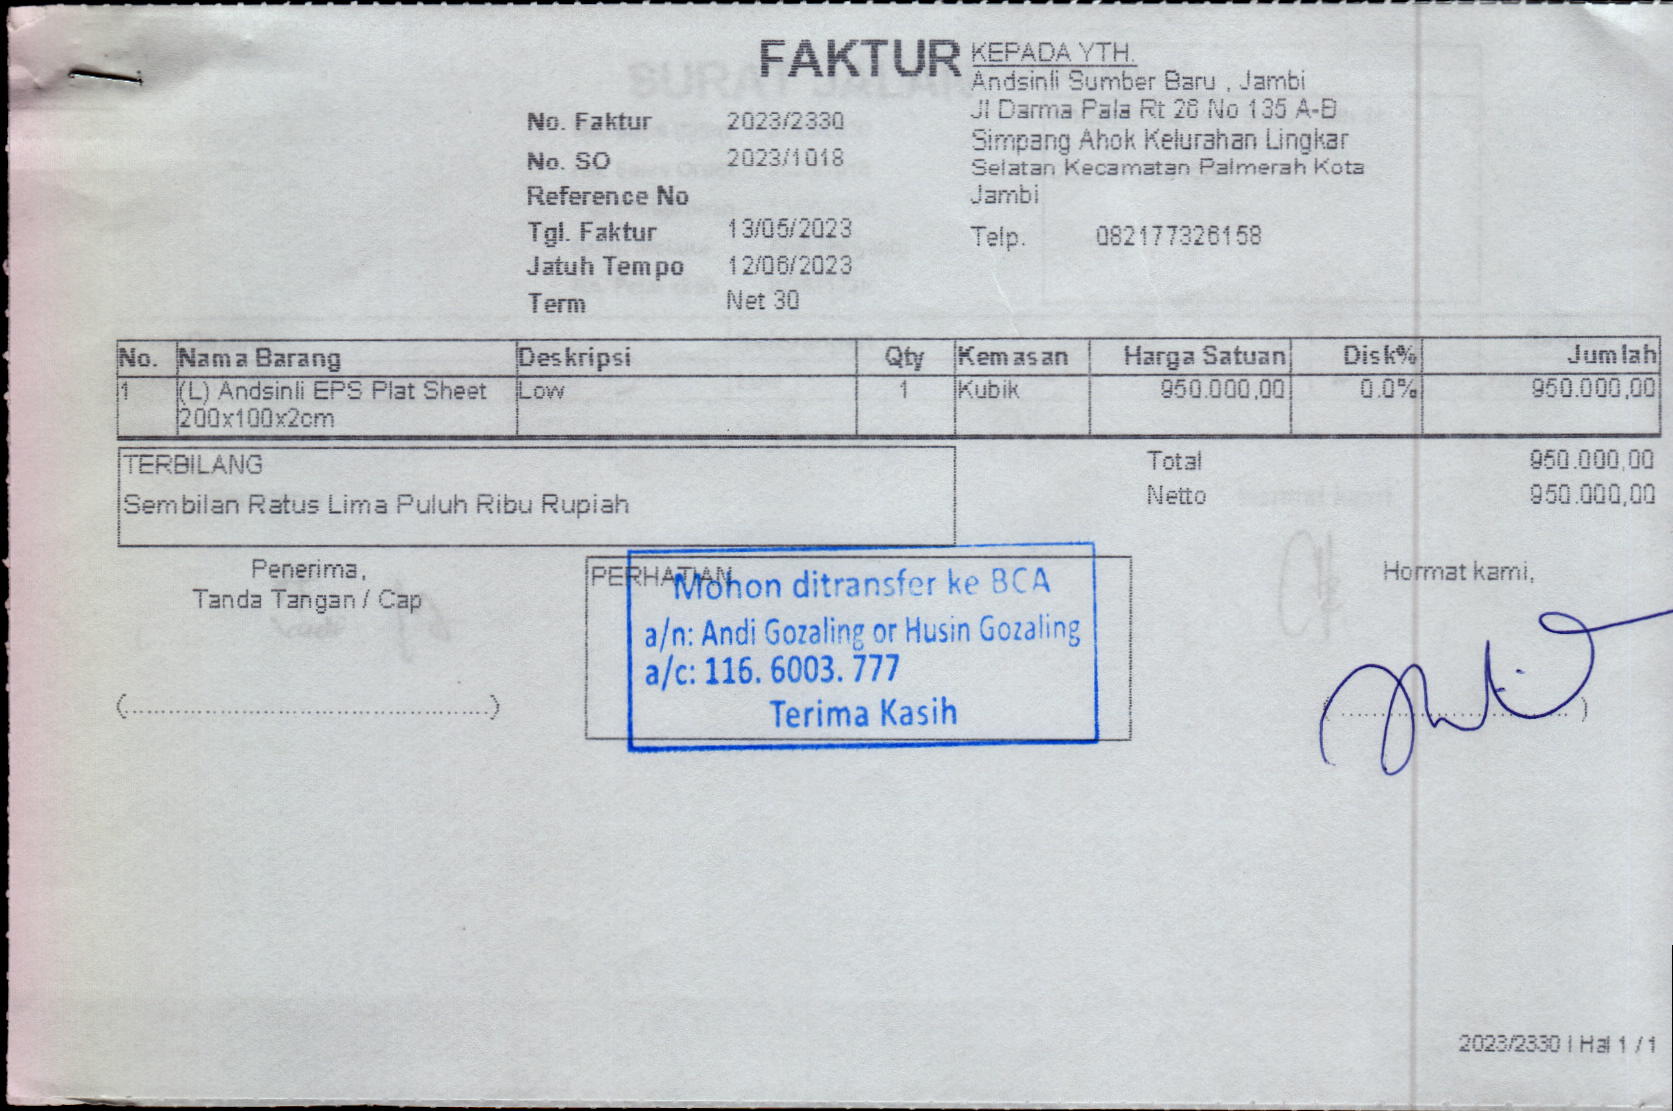 FAKTUR
KEPADA YTH.
Andsinli Sumber Baru , Jambi
Jl Darma Pala Rt 26 No 135 A-B
Simpang Ahok Kelurahan Lingkar
Selatan Kecamatan Palmerah Kota
Jambi
Telp. 082177326158
No. Faktur 2023/2330
No. SO 2023/1018
Reference No
Tgl. Faktur 13/05/2023
Jatuh Tempo 12/06/2023
Term Net 30
No. Nama Barang Deskripsi Qty Kemasan Harga Satuan Disk% Jumlah
1 (L) Andsinli EPS Plat Sheet Low 1 Kubik 950.000,00 0.0% 950.000,00
200x100x2cm
TERBILANG
Sembilan Ratus Lima Puluh Ribu Rupiah
Total 950.000,00
Netto 950.000,00
Penerima,
Tanda Tangan / Cap
(..................................................)
PERHATIAN
Mohon ditransfer ke BCA
a/n: Andi Gozaling or Husin Gozaling
a/c: 116. 6003. 777
Terima Kasih
Hormat kami,
(..................................)
2023/2330 | Hal 1 / 1